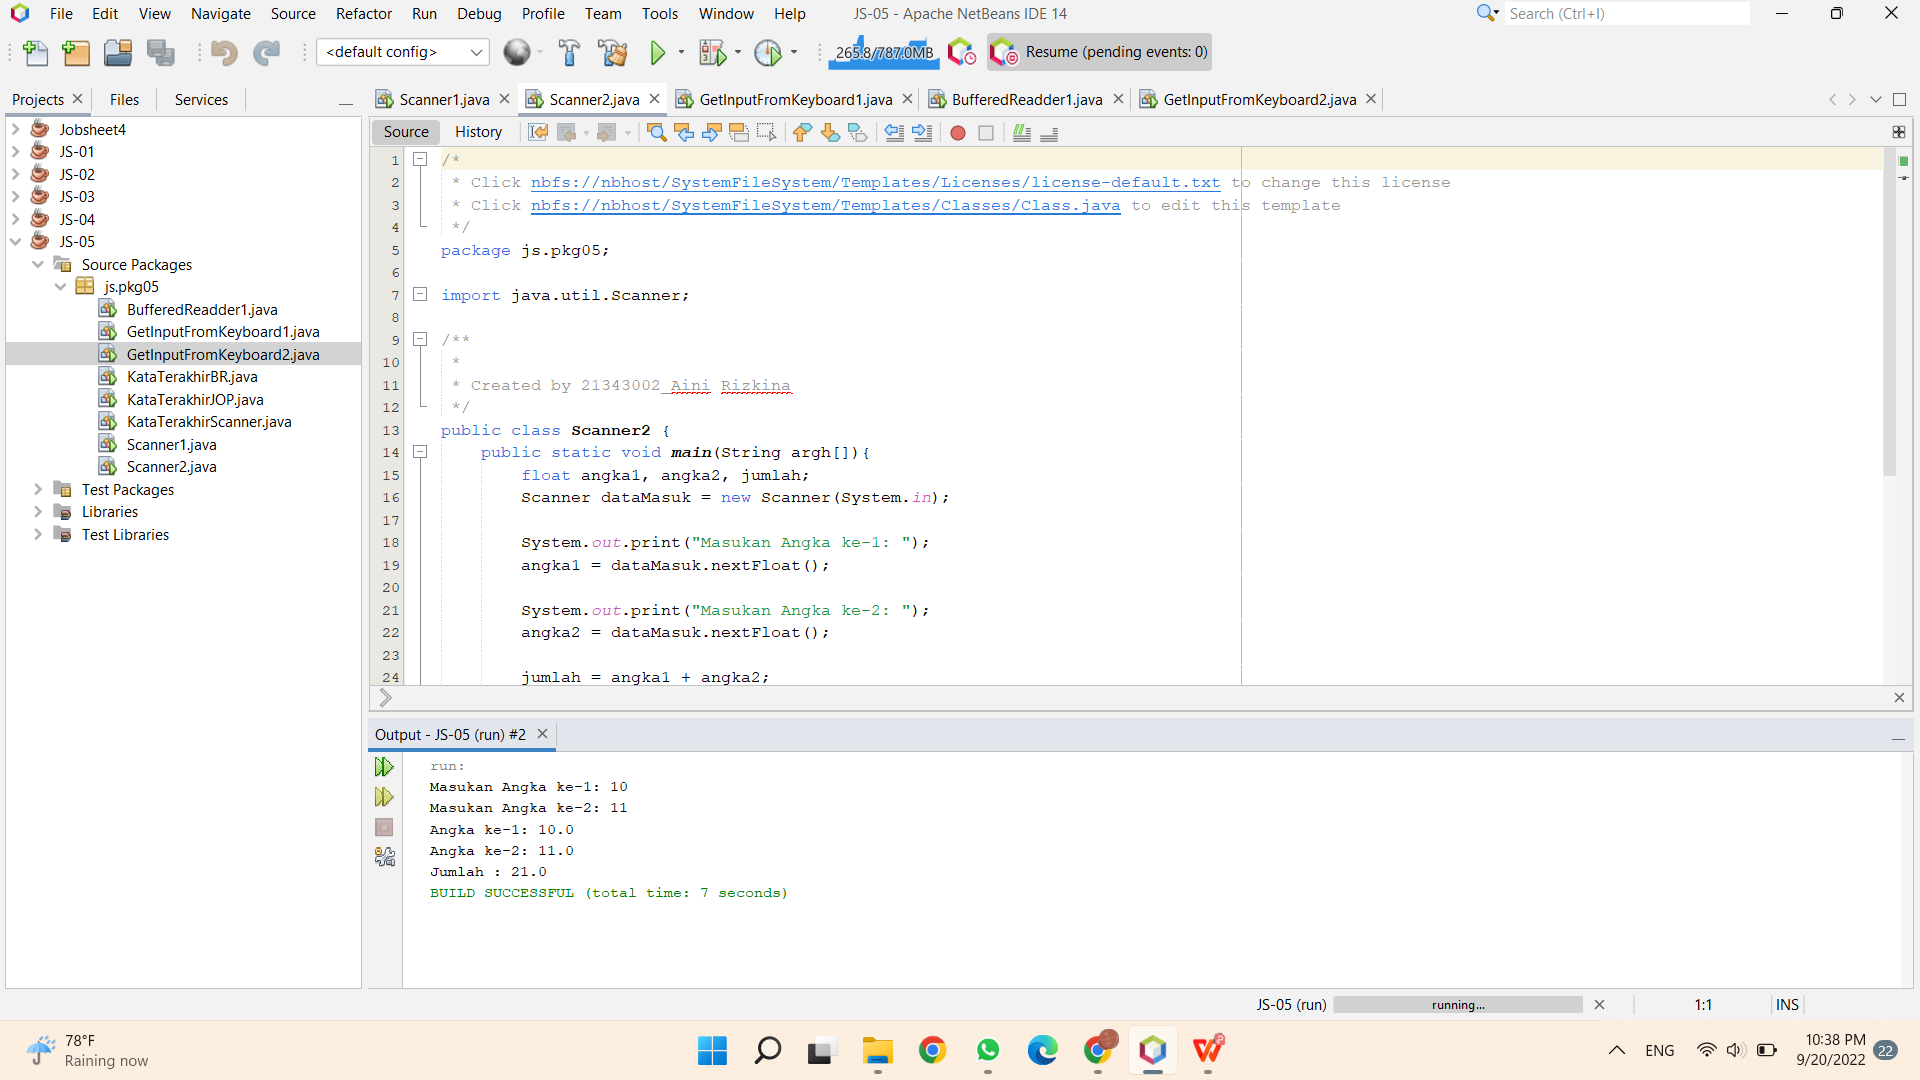 File Edit View Navigate Source Refactor Run Debug Profile Team Tools Window Help JS-05 - Apache NetBeans IDE 14 Search (Ctrl+I)
<default config> 265.8/787.0MB Resume (pending events: 0)
Projects Files Services
Scanner1.java Scanner2.java GetInputFromKeyboard1.java BufferedReadder1.java GetInputFromKeyboard2.java
Source History
Jobsheet4
JS-01
JS-02
JS-03
JS-04
JS-05
Source Packages
js.pkg05
BufferedReadder1.java
GetInputFromKeyboard1.java
GetInputFromKeyboard2.java
KataTerakhirBR.java
KataTerakhirJOP.java
KataTerakhirScanner.java
Scanner1.java
Scanner2.java
Test Packages
Libraries
Test Libraries
1 /*
2 * Click nbfs://nbhost/SystemFileSystem/Templates/Licenses/license-default.txt to change this license
3 * Click nbfs://nbhost/SystemFileSystem/Templates/Classes/Class.java to edit this template
4 */
5 package js.pkg05;
6
7 import java.util.Scanner;
8
9 /**
10 *
11 * Created by 21343002_Aini Rizkina
12 */
13 public class Scanner2 {
14 public static void main(String argh[]){
15 float angka1, angka2, jumlah;
16 Scanner dataMasuk = new Scanner(System.in);
17
18 System.out.print("Masukan Angka ke-1: ");
19 angka1 = dataMasuk.nextFloat();
20
21 System.out.print("Masukan Angka ke-2: ");
22 angka2 = dataMasuk.nextFloat();
23
24 jumlah = angka1 + angka2;
Output - JS-05 (run) #2
run:
Masukan Angka ke-1: 10
Masukan Angka ke-2: 11
Angka ke-1: 10.0
Angka ke-2: 11.0
Jumlah : 21.0
BUILD SUCCESSFUL (total time: 7 seconds)
JS-05 (run) running... 1:1 INS
78°F
Raining now
ENG
10:38 PM
9/20/2022
22